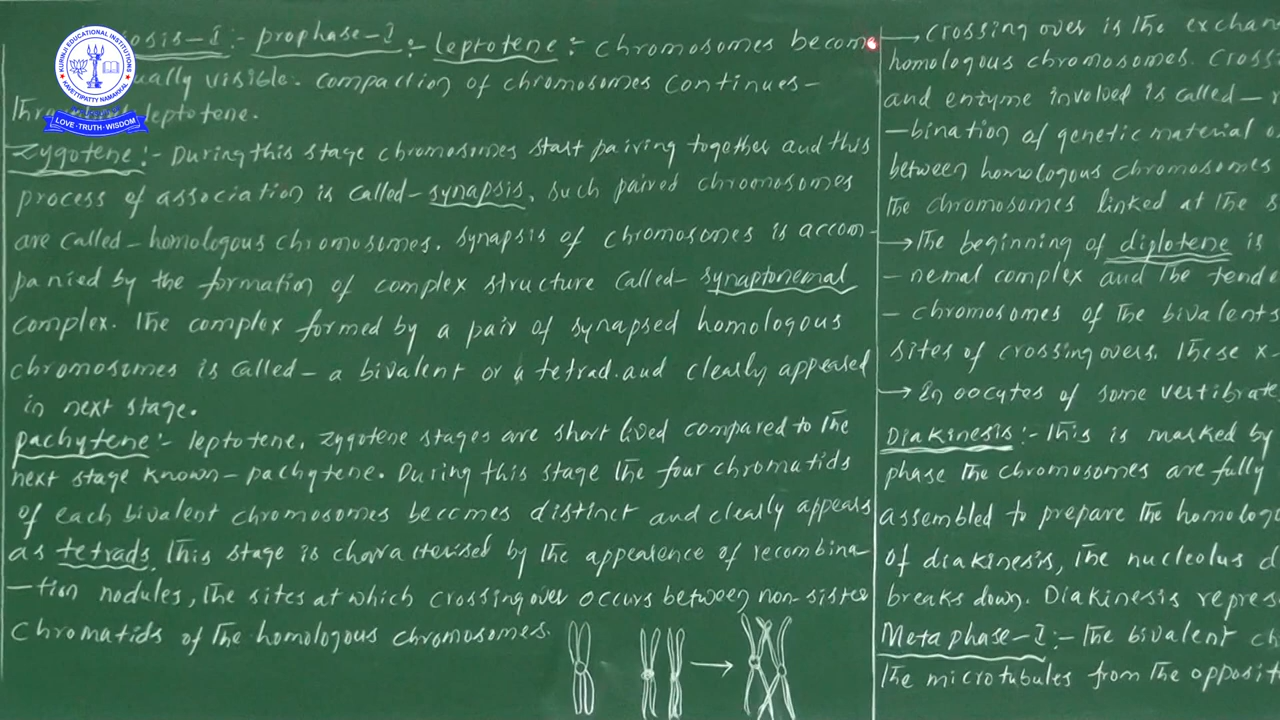 KURINJI EDUCATIONAL INSTITUTIONS
KAVETTIPATTY NAMAKKAL
LOVE • TRUTH • WISDOM
osis-I :- prophase-I :- leptotene :- chromosomes become
ually visible. compaction of chromosomes continues-
leptotene.
Zygotene :- During this stage chromosomes start pairing together and this
process of association is called- synapsis. such paired chromosomes
are called- homologous chromosomes. synapsis of chromosomes is accom-
panied by the formation of complex structure called- synaptonemal
complex. The complex formed by a pair of synapsed homologous
chromosomes is called- a bivalent or a tetrad. and clearly appeared
in next stage.
pachytene :- leptotene, zygotene stages are short lived compared to the
next stage known- pachytene. During this stage the four chromatids
of each bivalent chromosomes becomes distinct and clearly appears
as tetrads. This stage is characterised by the appearence of recombina-
-tion nodules, the sites at which crossing over occurs between non-sister
chromatids of the homologous chromosomes.
→ crossing over is the exchan
homologous chromosomes. crossi
and enzyme involved is called- r
-bination of genetic material o
between homologous chromosomes
the chromosomes linked at the s
→ The beginning of diplotene is
- nemal complex and the tende
- chromosomes of the bivalents
sites of crossing overs. These x-
→ In oocytes of some vertibrate
Diakinesis :- This is masked by
phase the chromosomes are fully
assembled to prepare the homolog
of diakinesis, the nucleolus d
breaks down. Diakinesis repres
Metaphase-I :- The bivalent ch
the microtubules from the opposit